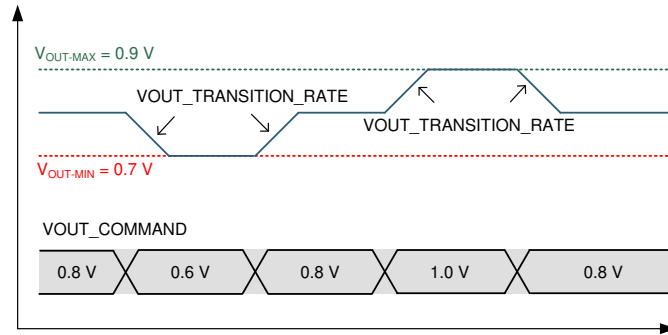 VOUT-MAX = 0.9 V
VOUT_TRANSITION_RATE
VOUT_TRANSITION_RATE
VOUT-MIN = 0.7 V
VOUT_COMMAND
0.8 V 0.6 V 0.8 V 1.0 V 0.8 V